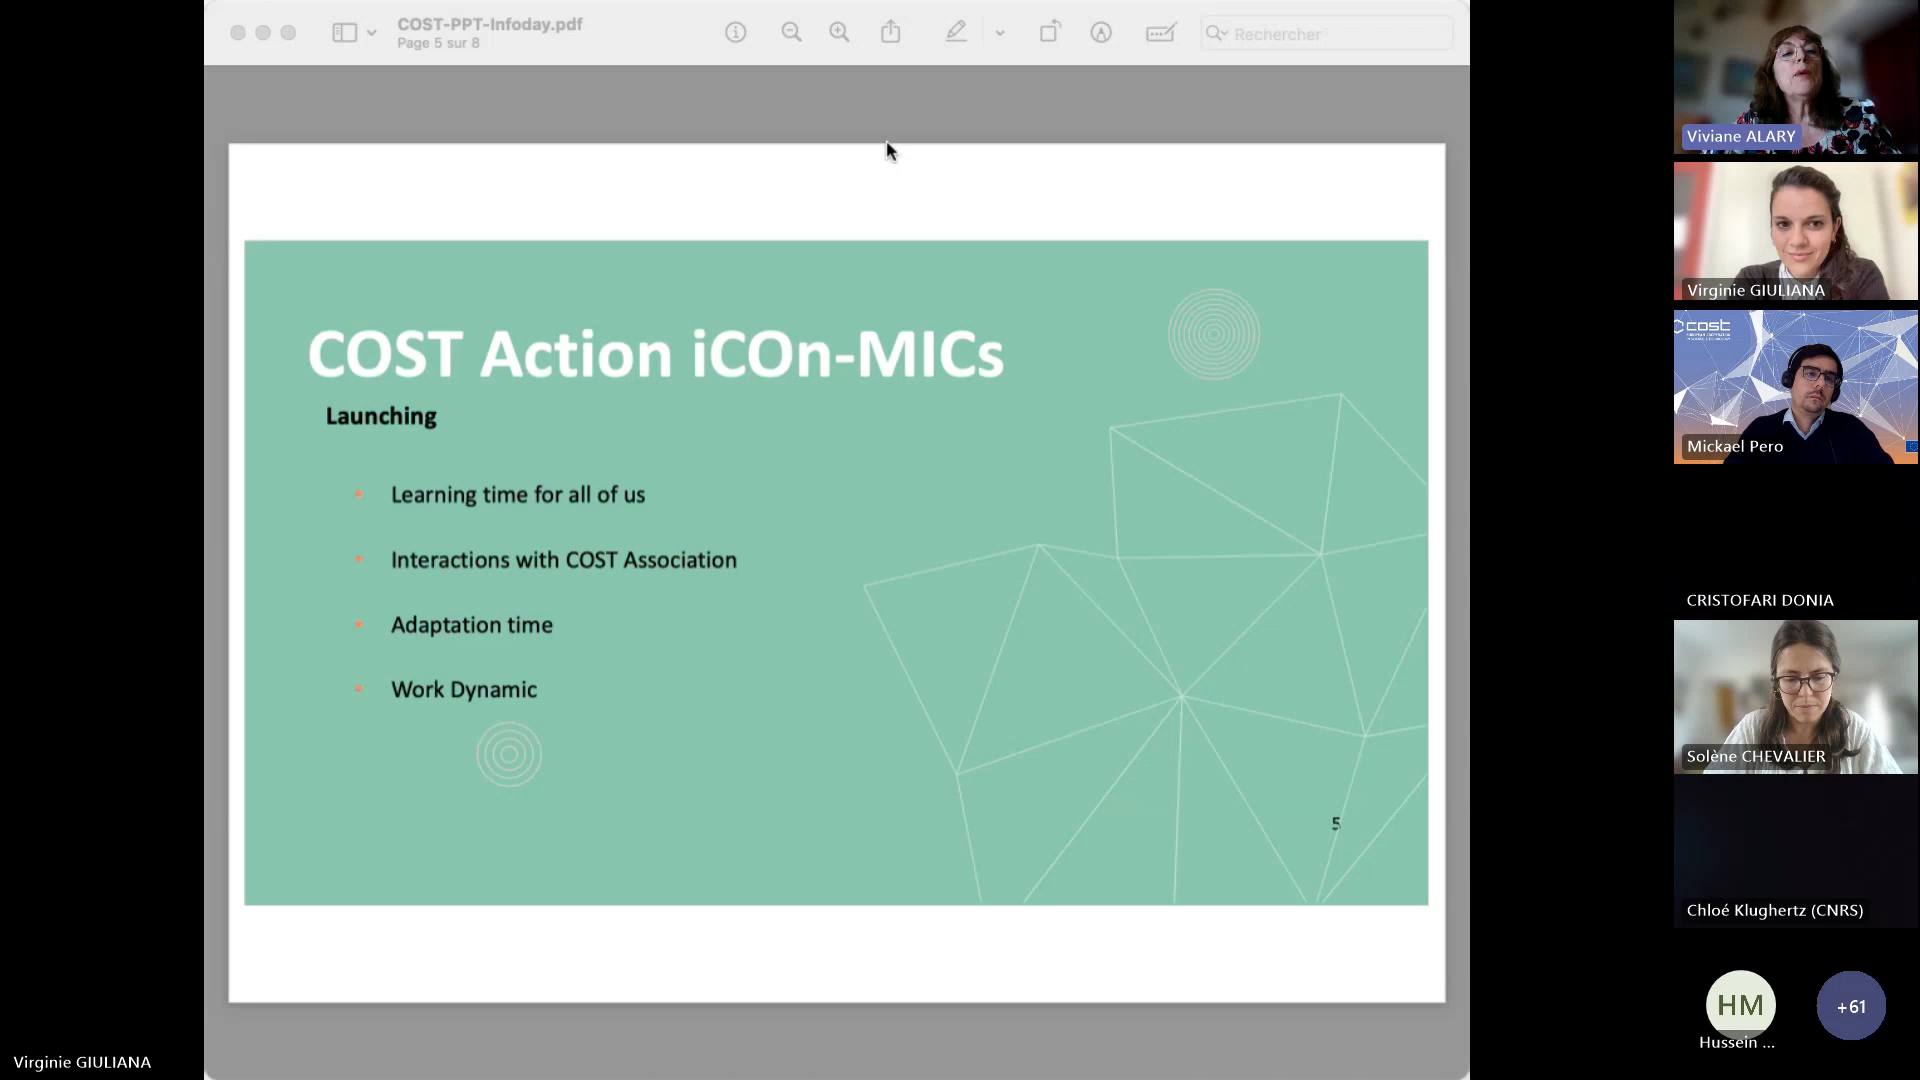 COST-PPT-Infoday.pdf
Page 5 sur 8
Rechercher
COST Action iCOn-MICs
Launching
• Learning time for all of us
• Interactions with COST Association
• Adaptation time
• Work Dynamic
5
Viviane ALARY
Virginie GIULIANA
cost
Mickael Pero
CRISTOFARI DONIA
Solène CHEVALIER
Chloé Klughertz (CNRS)
HM
+61
Hussein ...
Virginie GIULIANA